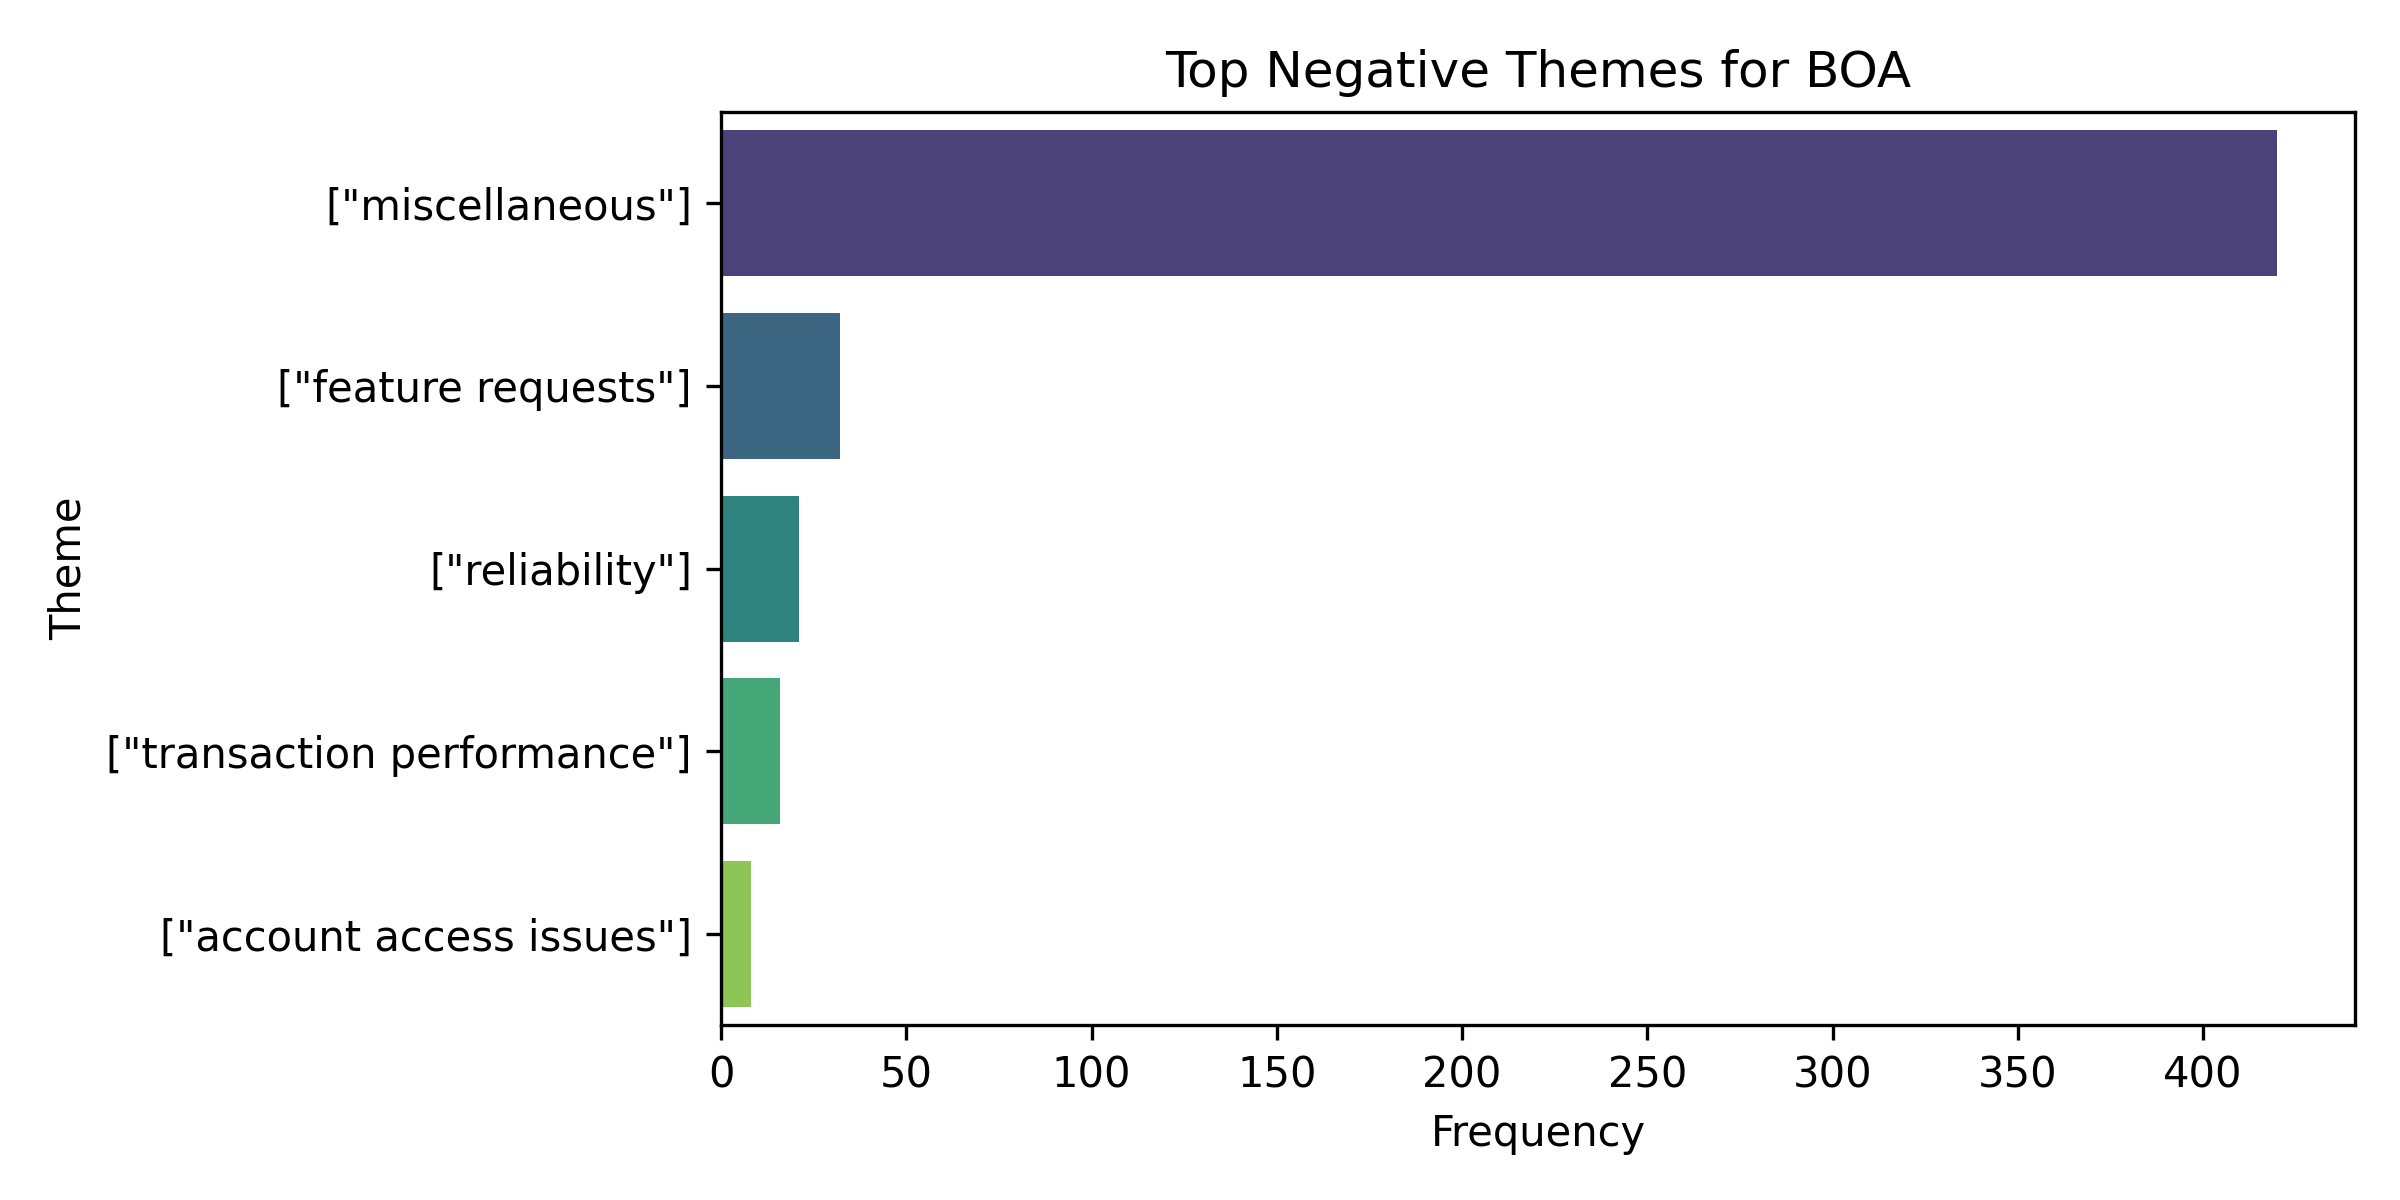 Top Negative Themes for BOA
["miscellaneous"]
["feature requests"]
["reliability"]
["transaction performance"]
["account access issues"]
Theme
0 50 100 150 200 250 300 350 400
Frequency